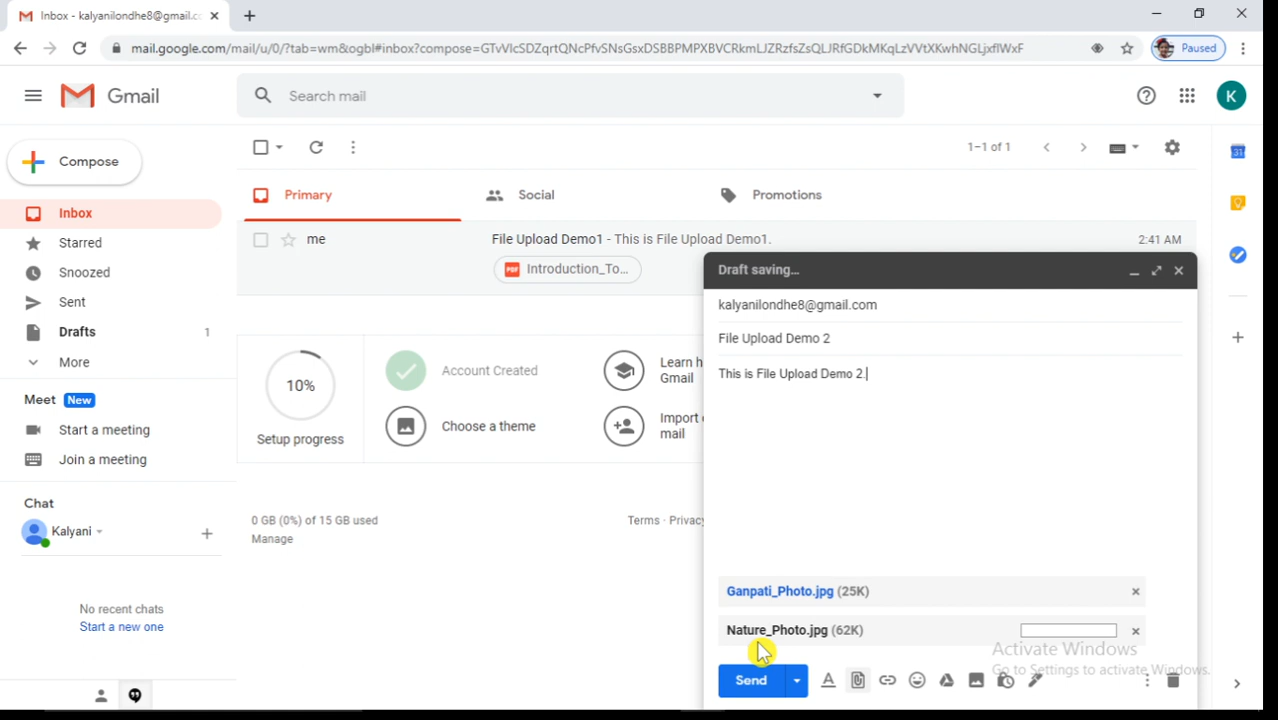 Inbox - kalyanilondhe8@gmail.cc
mail.google.com/mail/u/0/?tab=wm&ogbl#inbox?compose=GTvVlcSDZqrtQNcPfvSNsGsxDSBBPMPXBVCRkmLJZRzfsZsQLJRfGDkMKqLzVVtXKwhNGLjxflWxF
Paused
Gmail
Search mail
K
Compose
1–1 of 1
31
Inbox
Primary
Social
Promotions
Starred
me
File Upload Demo1 - This is File Upload Demo1.
2:41 AM
Snoozed
PDF Introduction_To...
Draft saving...
Sent
kalyanilondhe8@gmail.com
Drafts
1
File Upload Demo 2
More
10%
Account Created
Learn h
Gmail
This is File Upload Demo 2.
Meet New
Setup progress
Choose a theme
Import
mail
Start a meeting
Join a meeting
Chat
Kalyani
0 GB (0%) of 15 GB used
Manage
Terms · Privacy
Ganpati_Photo.jpg (25K)
No recent chats
Start a new one
Nature_Photo.jpg (62K)
Activate Windows
Go to Settings to activate Windows.
Send